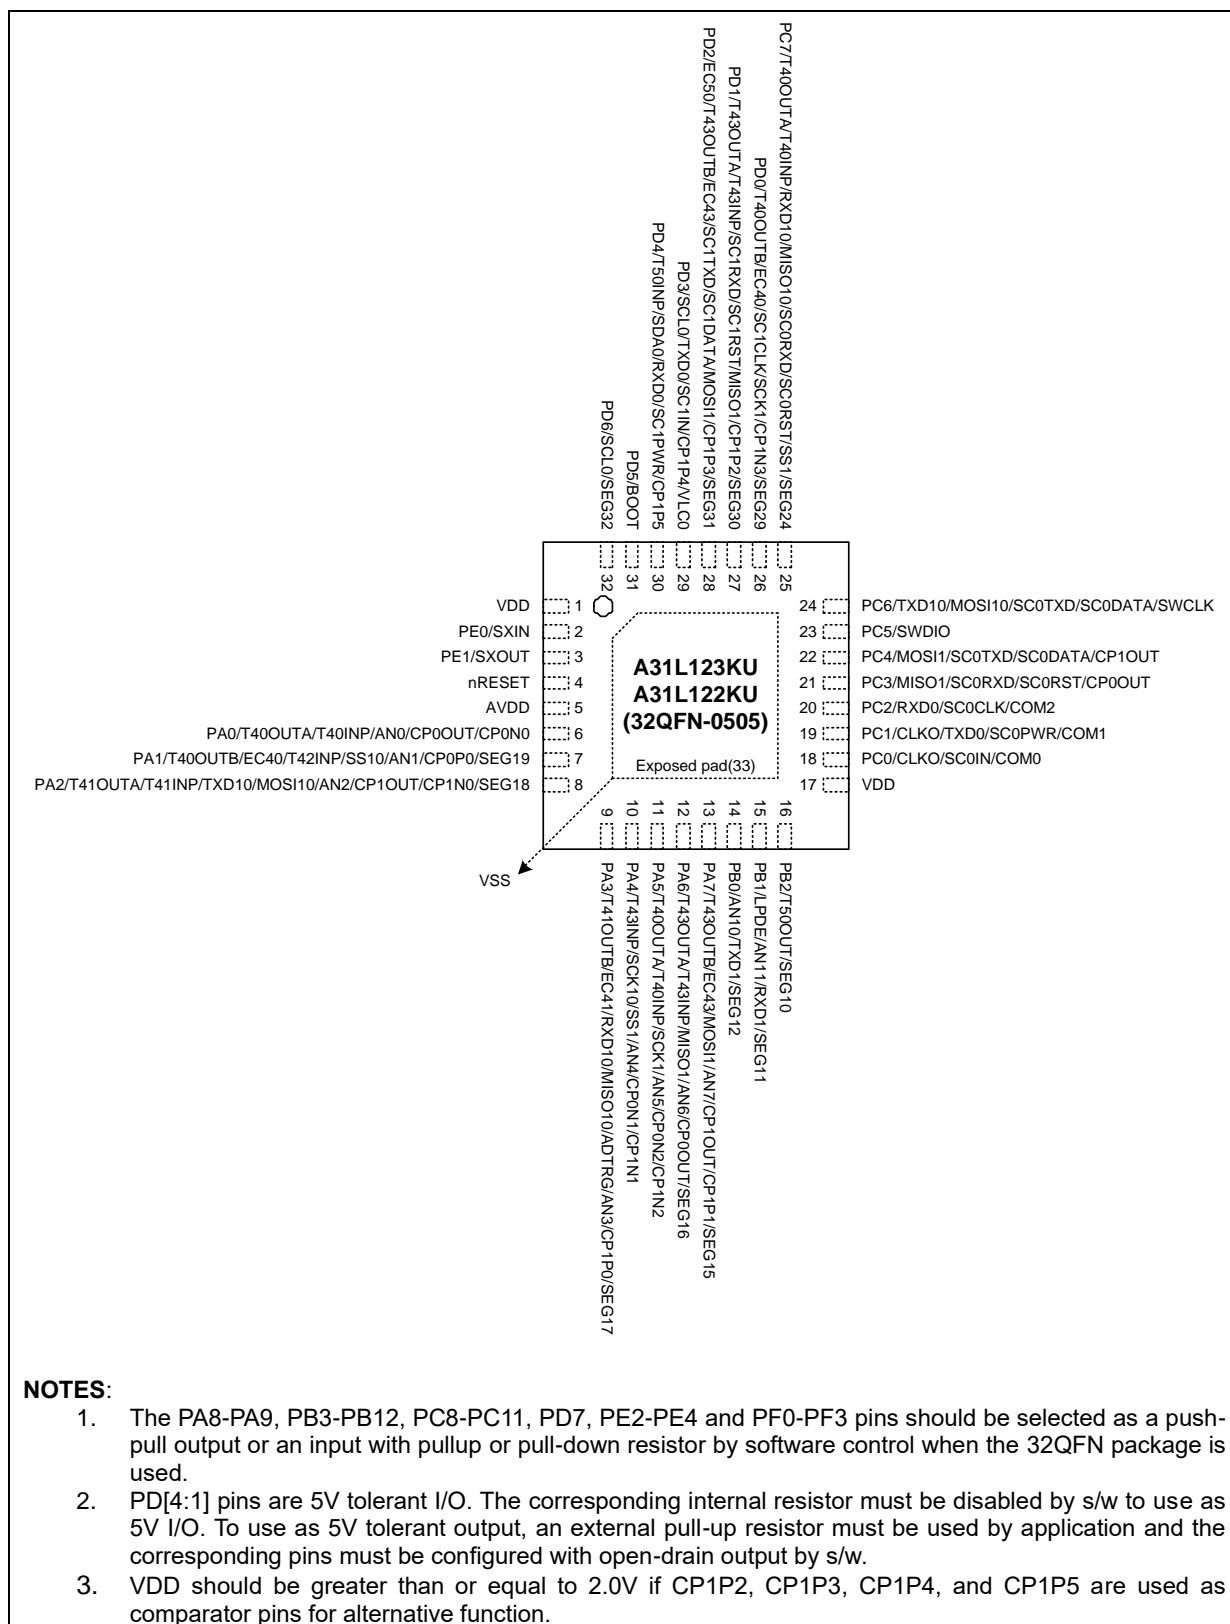 PD6/SCL0/SEG32
PD5/BOOT
PD4/T50INP/SDA0/RXD0/SC1PWR/CP1P5
PD3/SCL0/TXD0/SC1IN/CP1P4/VLC0
PD2/EC50/T43OUTB/EC43/SC1TXD/SC1DATA/MOSI1/CP1P3/SEG31
PD1/T43OUTA/T43INP/SC1RXD/SC1RST/MISO1/CP1P2/SEG30
PD0/T40OUTB/EC40/SC1CLK/SCK1/CP1N3/SEG29
PC7/T40OUTA/T40INP/RXD10/MISO10/SC0RXD/SC0RST/SS1/SEG24
32 31 30 29 28 27 26 25
VDD 1
PE0/SXIN 2
PE1/SXOUT 3
nRESET 4
AVDD 5
PA0/T40OUTA/T40INP/AN0/CP0OUT/CP0N0 6
PA1/T40OUTB/EC40/T42INP/SS10/AN1/CP0P0/SEG19 7
PA2/T41OUTA/T41INP/TXD10/MOSI10/AN2/CP1OUT/CP1N0/SEG18 8
A31L123KU
A31L122KU
(32QFN-0505)
Exposed pad(33)
24 PC6/TXD10/MOSI10/SC0TXD/SC0DATA/SWCLK
23 PC5/SWDIO
22 PC4/MOSI1/SC0TXD/SC0DATA/CP1OUT
21 PC3/MISO1/SC0RXD/SC0RST/CP0OUT
20 PC2/RXD0/SC0CLK/COM2
19 PC1/CLKO/TXD0/SC0PWR/COM1
18 PC0/CLKO/SC0IN/COM0
17 VDD
9 10 11 12 13 14 15 16
VSS
PA3/T41OUTB/EC41/RXD10/MISO10/ADTRG/AN3/CP1P0/SEG17
PA4/T43INP/SCK10/SS1/AN4/CP0N1/CP1N1
PA5/T40OUTA/T40INP/SCK1/AN5/CP0N2/CP1N2
PA6/T43OUTA/T43INP/MISO1/AN6/CP0OUT/SEG16
PA7/T43OUTB/EC43/MOSI1/AN7/CP1OUT/CP1P1/SEG15
PB0/AN10/TXD1/SEG12
PB1/LPDE/AN11/RXD1/SEG11
PB2/T50OUT/SEG10
NOTES:
1. The PA8-PA9, PB3-PB12, PC8-PC11, PD7, PE2-PE4 and PF0-PF3 pins should be selected as a push-
pull output or an input with pullup or pull-down resistor by software control when the 32QFN package is
used.
2. PD[4:1] pins are 5V tolerant I/O. The corresponding internal resistor must be disabled by s/w to use as
5V I/O. To use as 5V tolerant output, an external pull-up resistor must be used by application and the
corresponding pins must be configured with open-drain output by s/w.
3. VDD should be greater than or equal to 2.0V if CP1P2, CP1P3, CP1P4, and CP1P5 are used as
comparator pins for alternative function.